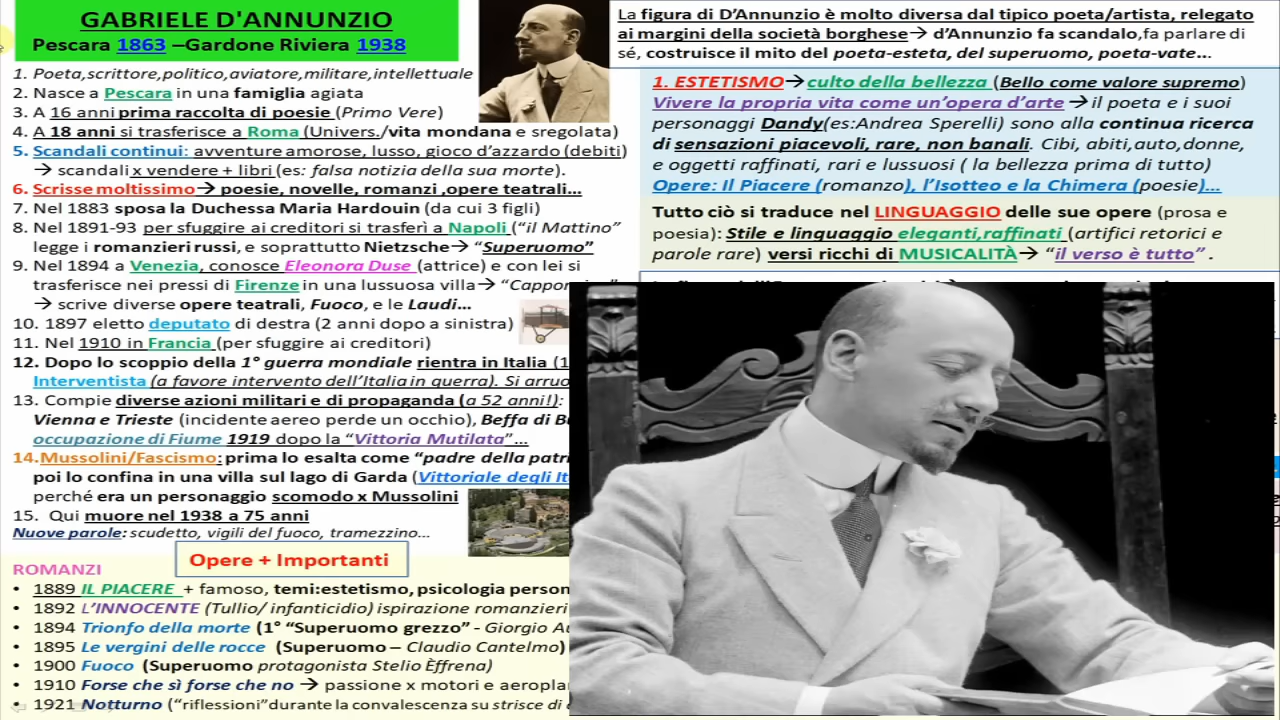 GABRIELE D'ANNUNZIO
Pescara 1863 –Gardone Riviera 1938
1. Poeta,scrittore,politico,aviatore,militare,intellettuale
2. Nasce a Pescara in una famiglia agiata
3. A 16 anni prima raccolta di poesie (Primo Vere)
4. A 18 anni si trasferisce a Roma (Univers./vita mondana e sregolata)
5. Scandali continui: avventure amorose, lusso, gioco d'azzardo (debiti)
→ scandali x vendere + libri (es: falsa notizia della sua morte).
6. Scrisse moltissimo→ poesie, novelle, romanzi ,opere teatrali...
7. Nel 1883 sposa la Duchessa Maria Hardouin (da cui 3 figli)
8. Nel 1891-93 per sfuggire ai creditori si trasferì a Napoli ("il Mattino"
legge i romanzieri russi, e soprattutto Nietzsche→ "Superuomo"
9. Nel 1894 a Venezia, conosce Eleonora Duse (attrice) e con lei si
trasferisce nei pressi di Firenze in una lussuosa villa→
→ scrive diverse opere teatrali, Fuoco, e le Laudi...
10. 1897 eletto deputato di destra (2 anni dopo a sinistra)
11. Nel 1910 in Francia (per sfuggire ai creditori)
12. Dopo lo scoppio della 1° guerra mondiale rientra in Italia
Interventista (a favore intervento dell'Italia in guerra). Si
13. Compie diverse azioni militari e di propaganda (a 52 anni!):
Vienna e Trieste (incidente aereo perde un occhio), Beffa di
occupazione di Fiume 1919 dopo la "Vittoria Mutilata"...
14.Mussolini/Fascismo: prima lo esalta come "padre della
poi lo confina in una villa sul lago di Garda (Vittoriale degli
perché era un personaggio scomodo x Mussolini
15. Qui muore nel 1938 a 75 anni
Nuove parole: scudetto, vigili del fuoco, tramezzino...
Opere + Importanti
ROMANZI
• 1889 IL PIACERE + famoso, temi:estetismo, psicologia
• 1892 L'INNOCENTE (Tullio/ infanticidio) ispirazione romanzieri
• 1894 Trionfo della morte (1° "Superuomo grezzo" - Giorgio
• 1895 Le vergini delle rocce (Superuomo – Claudio Cantelmo)
• 1900 Fuoco (Superuomo protagonista Stelio Èffrena)
• 1910 Forse che sì forse che no → passione x motori e
• 1921 Notturno ("riflessioni"durante la convalescenza su strisce di
La figura di D'Annunzio è molto diversa dal tipico poeta/artista, relegato
ai margini della società borghese→ d'Annunzio fa scandalo,fa parlare di
sé, costruisce il mito del poeta-esteta, del superuomo, poeta-vate...
1. ESTETISMO→culto della bellezza (Bello come valore supremo)
Vivere la propria vita come un'opera d'arte →il poeta e i suoi
personaggi Dandy(es:Andrea Sperelli) sono alla continua ricerca
di sensazioni piacevoli, rare, non banali. Cibi, abiti,auto,donne,
e oggetti raffinati, rari e lussuosi ( la bellezza prima di tutto)
Opere: Il Piacere (romanzo), l'Isotteo e la Chimera (poesie)...
Tutto ciò si traduce nel LINGUAGGIO delle sue opere (prosa e
poesia): Stile e linguaggio eleganti,raffinati (artifici retorici e
parole rare) versi ricchi di MUSICALITÀ→ "il verso è tutto".